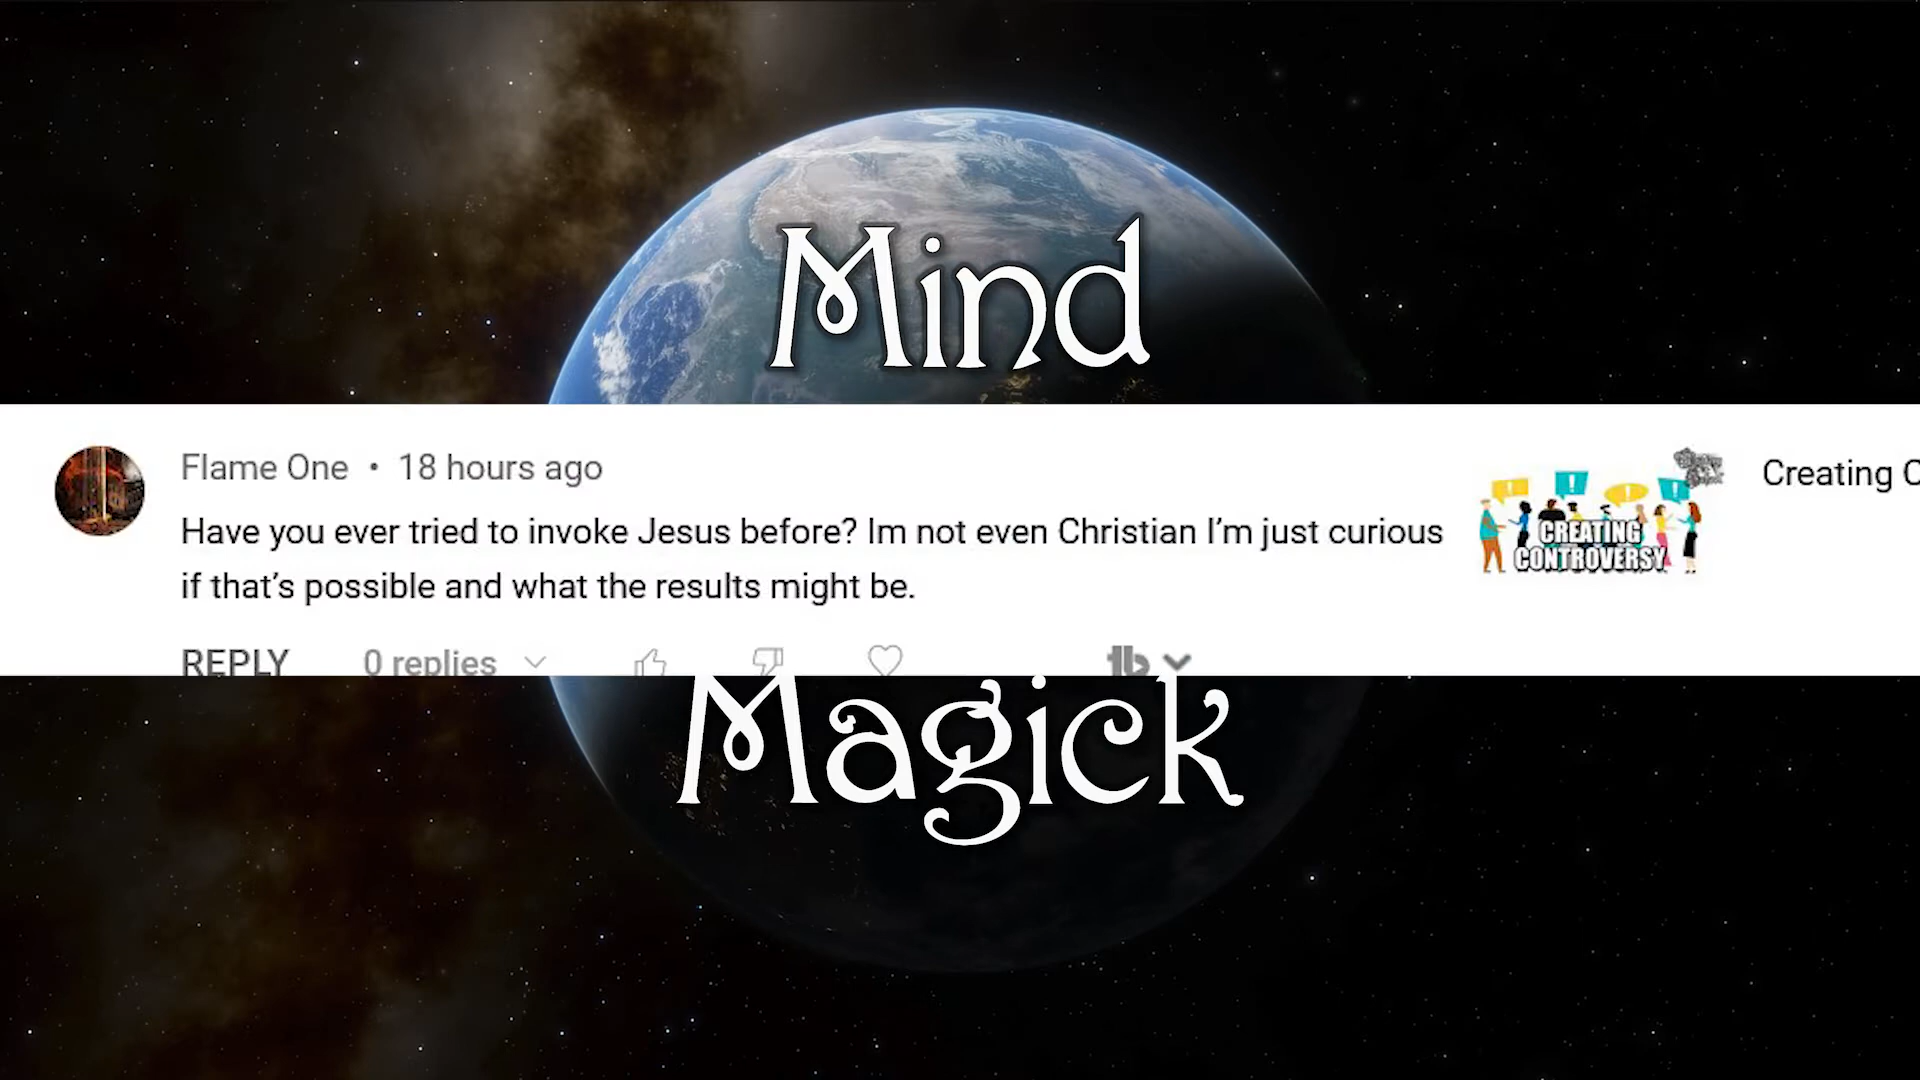 Mind
Flame One • 18 hours ago
Have you ever tried to invoke Jesus before? Im not even Christian I’m just curious
if that’s possible and what the results might be.
REPLY 0 replies
CREATING
CONTROVERSY
Creating C
Magick